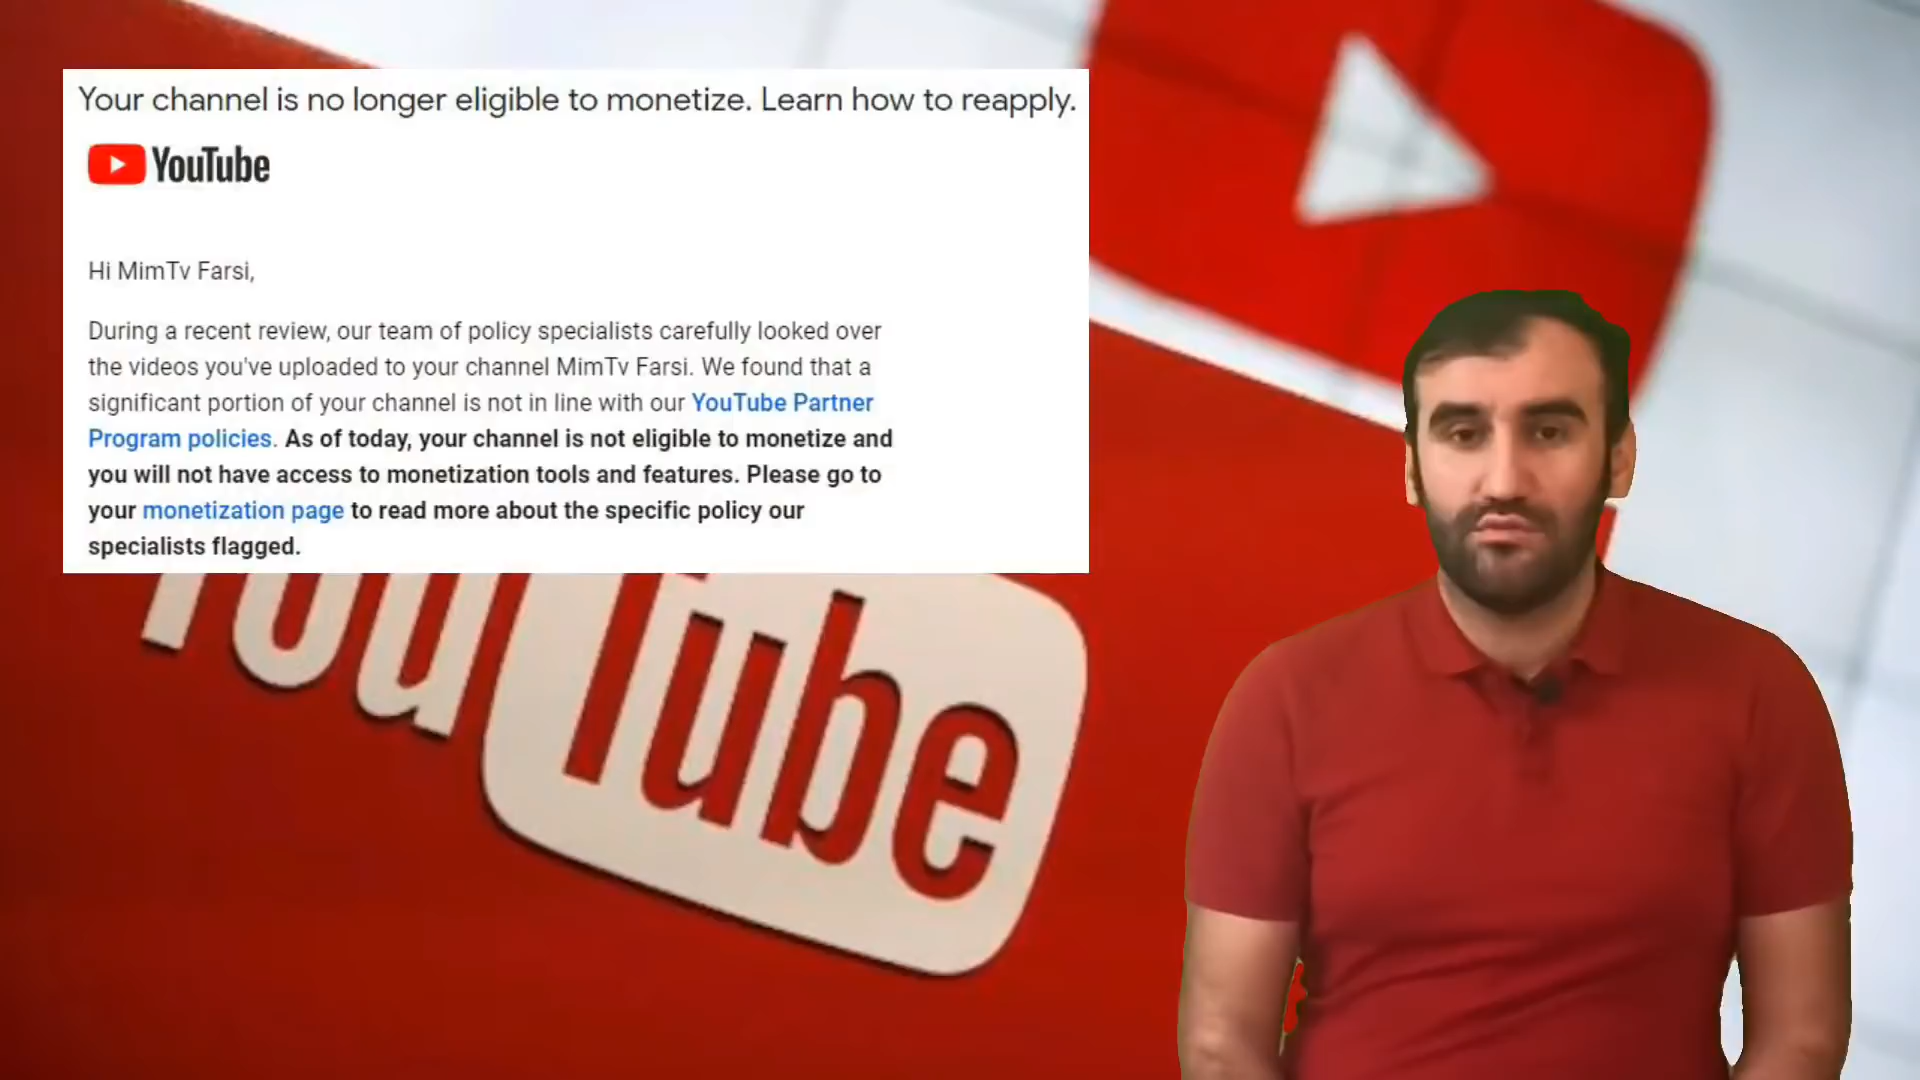 Your channel is no longer eligible to monetize. Learn how to reapply.
YouTube
Hi MimTv Farsi,
During a recent review, our team of policy specialists carefully looked over
the videos you've uploaded to your channel MimTv Farsi. We found that a
significant portion of your channel is not in line with our YouTube Partner
Program policies. As of today, your channel is not eligible to monetize and
you will not have access to monetization tools and features. Please go to
your monetization page to read more about the specific policy our
specialists flagged.
YouTube